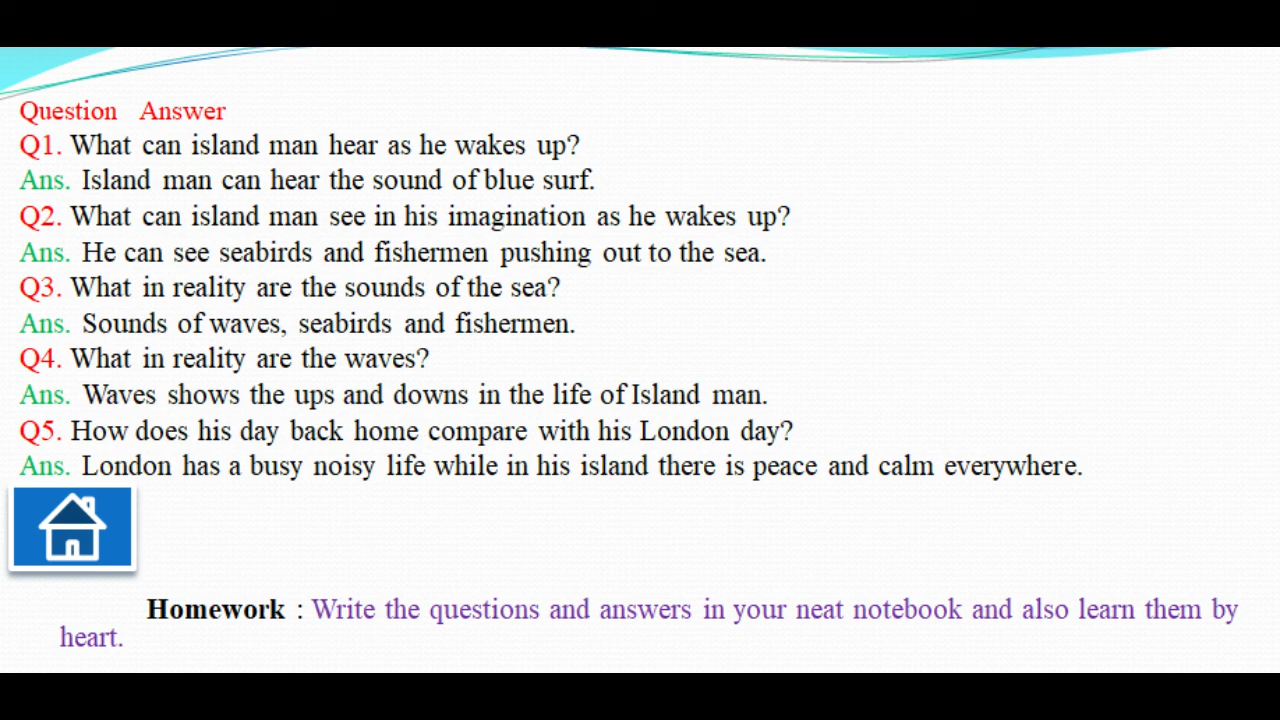 Question Answer
Q1. What can island man hear as he wakes up?
Ans. Island man can hear the sound of blue surf.
Q2. What can island man see in his imagination as he wakes up?
Ans. He can see seabirds and fishermen pushing out to the sea.
Q3. What in reality are the sounds of the sea?
Ans. Sounds of waves, seabirds and fishermen.
Q4. What in reality are the waves?
Ans. Waves shows the ups and downs in the life of Island man.
Q5. How does his day back home compare with his London day?
Ans. London has a busy noisy life while in his island there is peace and calm everywhere.
Homework : Write the questions and answers in your neat notebook and also learn them by
heart.